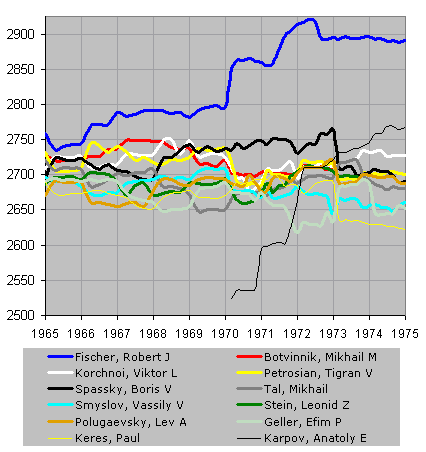 2900
2850
2800
2750
2700
2650
2600
2550
2500
1965 1966 1967 1968 1969 1970 1971 1972 1973 1974 1975
Fischer, Robert J Botvinnik, Mikhail M
Korchnoi, Viktor L Petrosian, Tigran V
Spassky, Boris V Tal, Mikhail
Smyslov, Vassily V Stein, Leonid Z
Polugaevsky, Lev A Geller, Efim P
Keres, Paul Karpov, Anatoly E